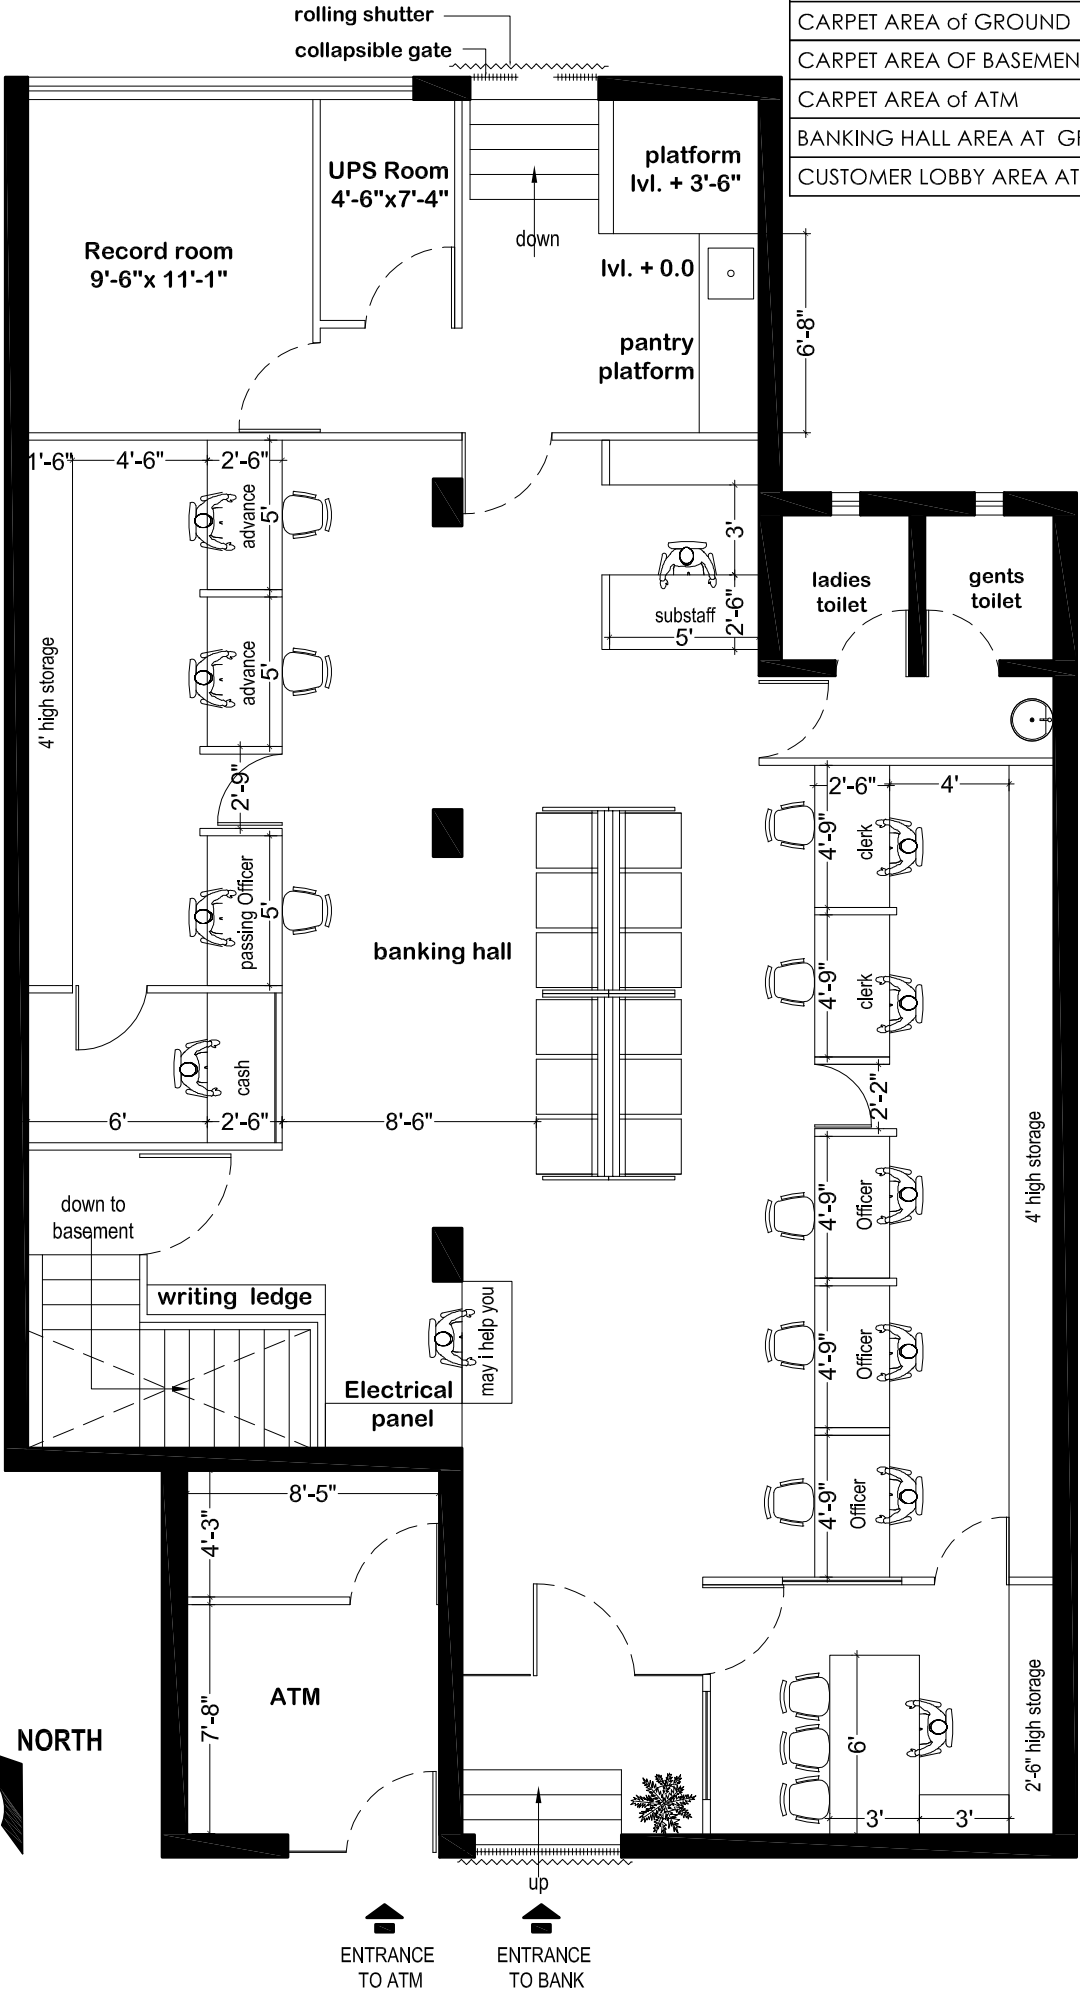 rolling shutter
collapsible gate
CARPET AREA of GROUND
CARPET AREA OF BASEMEN
CARPET AREA of ATM
BANKING HALL AREA AT
CUSTOMER LOBBY AREA AT
UPS Room
4'-6"x7'-4"
platform
lvl. + 3'-6"
down
Record room
9'-6"x 11'-1"
lvl. + 0.0
pantry
platform
6'-8"
1'-6"
4'-6"
2'-6"
advance
5'
3'
ladies
toilet
gents
toilet
substaff
5'
2'-6"
advance
5'
4' high storage
2'-9"
2'-6"
4'
4'-9"
clerk
passing Officer
5'
banking hall
4'-9"
clerk
cash
6'
2'-6"
8'-6"
2'-2"
4' high storage
down to
basement
4'-9"
Officer
writing ledge
may i help you
4'-9"
Officer
Electrical
panel
8'-5"
4'-3"
4'-9"
Officer
ATM
7'-8"
NORTH
6'
2'-6" high storage
3'
3'
up
ENTRANCE
TO ATM
ENTRANCE
TO BANK